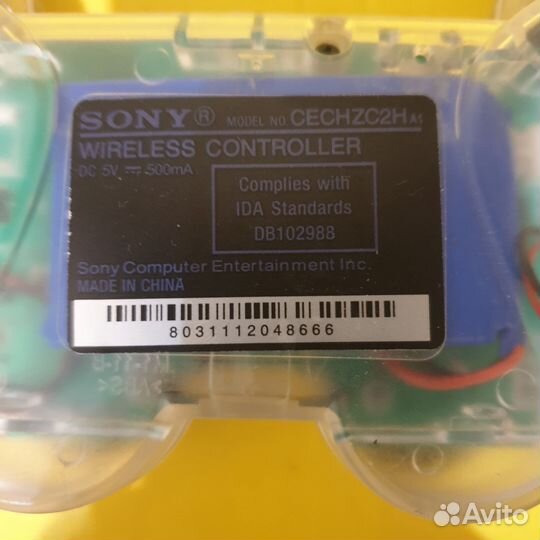 SONY® MODEL NO. CECHZC2H A1
WiRELESS CONTROLLER
DC 5V ⎓ 500mA
Complies with
IDA Standards
DB102988
Sony Computer Entertainment Inc.
MADE IN CHINA
8031112048666
Avito